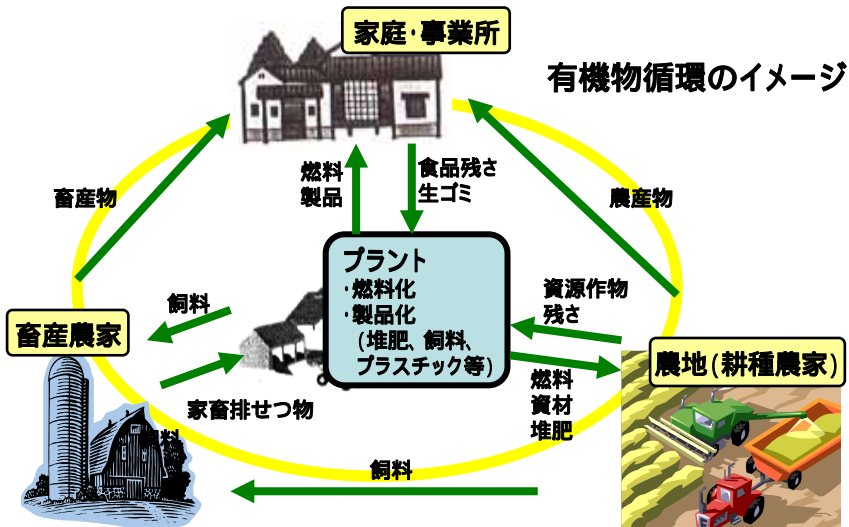 家庭・事業所
有機物循環のイメージ
燃料
製品
食品残さ
生ゴミ
畜産物
農産物
プラント
・燃料化
・製品化
(堆肥、飼料、
プラスチック等)
飼料
資源作物
残さ
畜産農家
農地(耕種農家)
家畜排せつ物
燃料
資材
堆肥
料
飼料